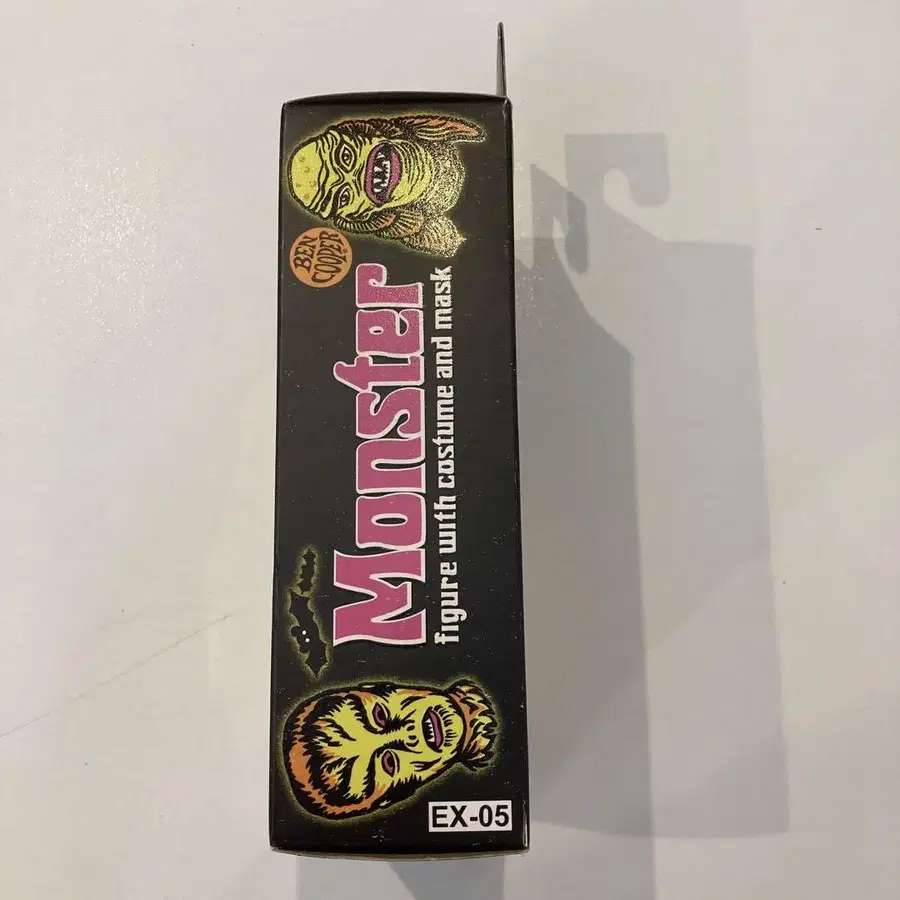 BEN
COOPER
Monster
figure with costume and mask
EX-05